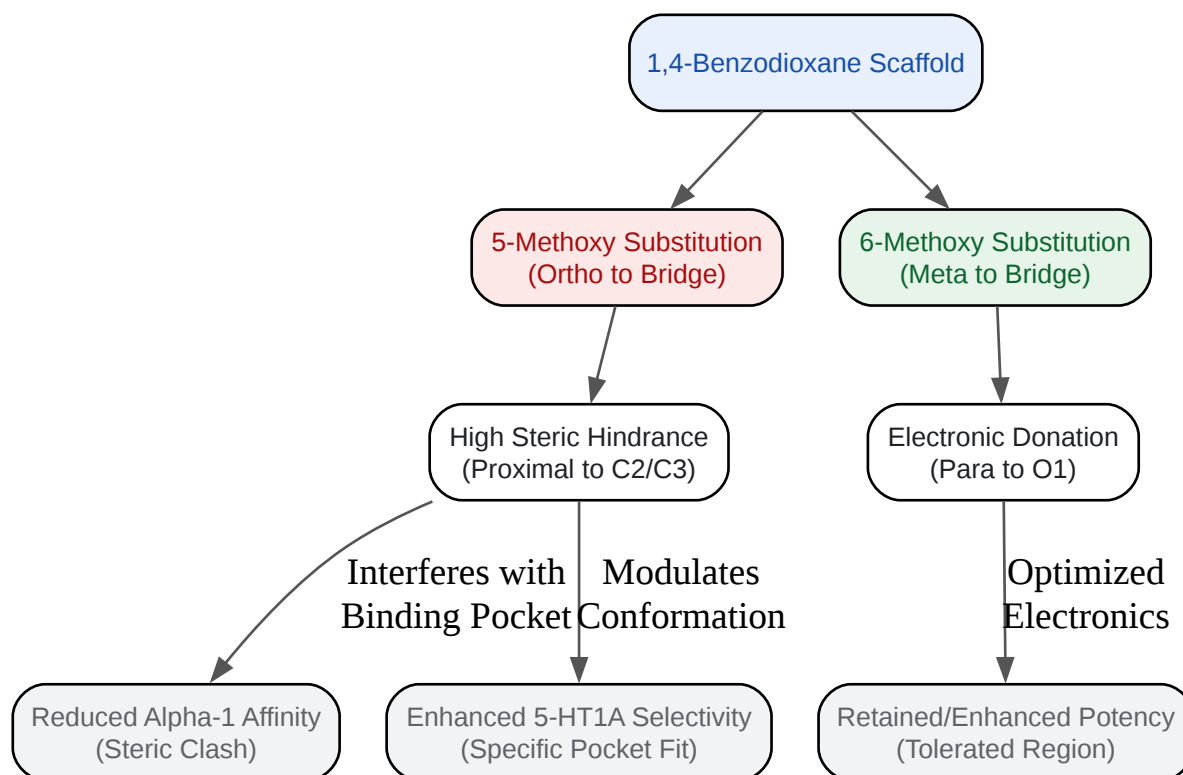 1,4-Benzodioxane Scaffold
5-Methoxy Substitution
(Ortho to Bridge)
6-Methoxy Substitution
(Meta to Bridge)
High Steric Hindrance
(Proximal to C2/C3)
Electronic Donation
(Para to O1)
Interferes with
Binding Pocket
Modulates
Conformation
Optimized
Electronics
Reduced Alpha-1 Affinity
(Steric Clash)
Enhanced 5-HT1A Selectivity
(Specific Pocket Fit)
Retained/Enhanced Potency
(Tolerated Region)